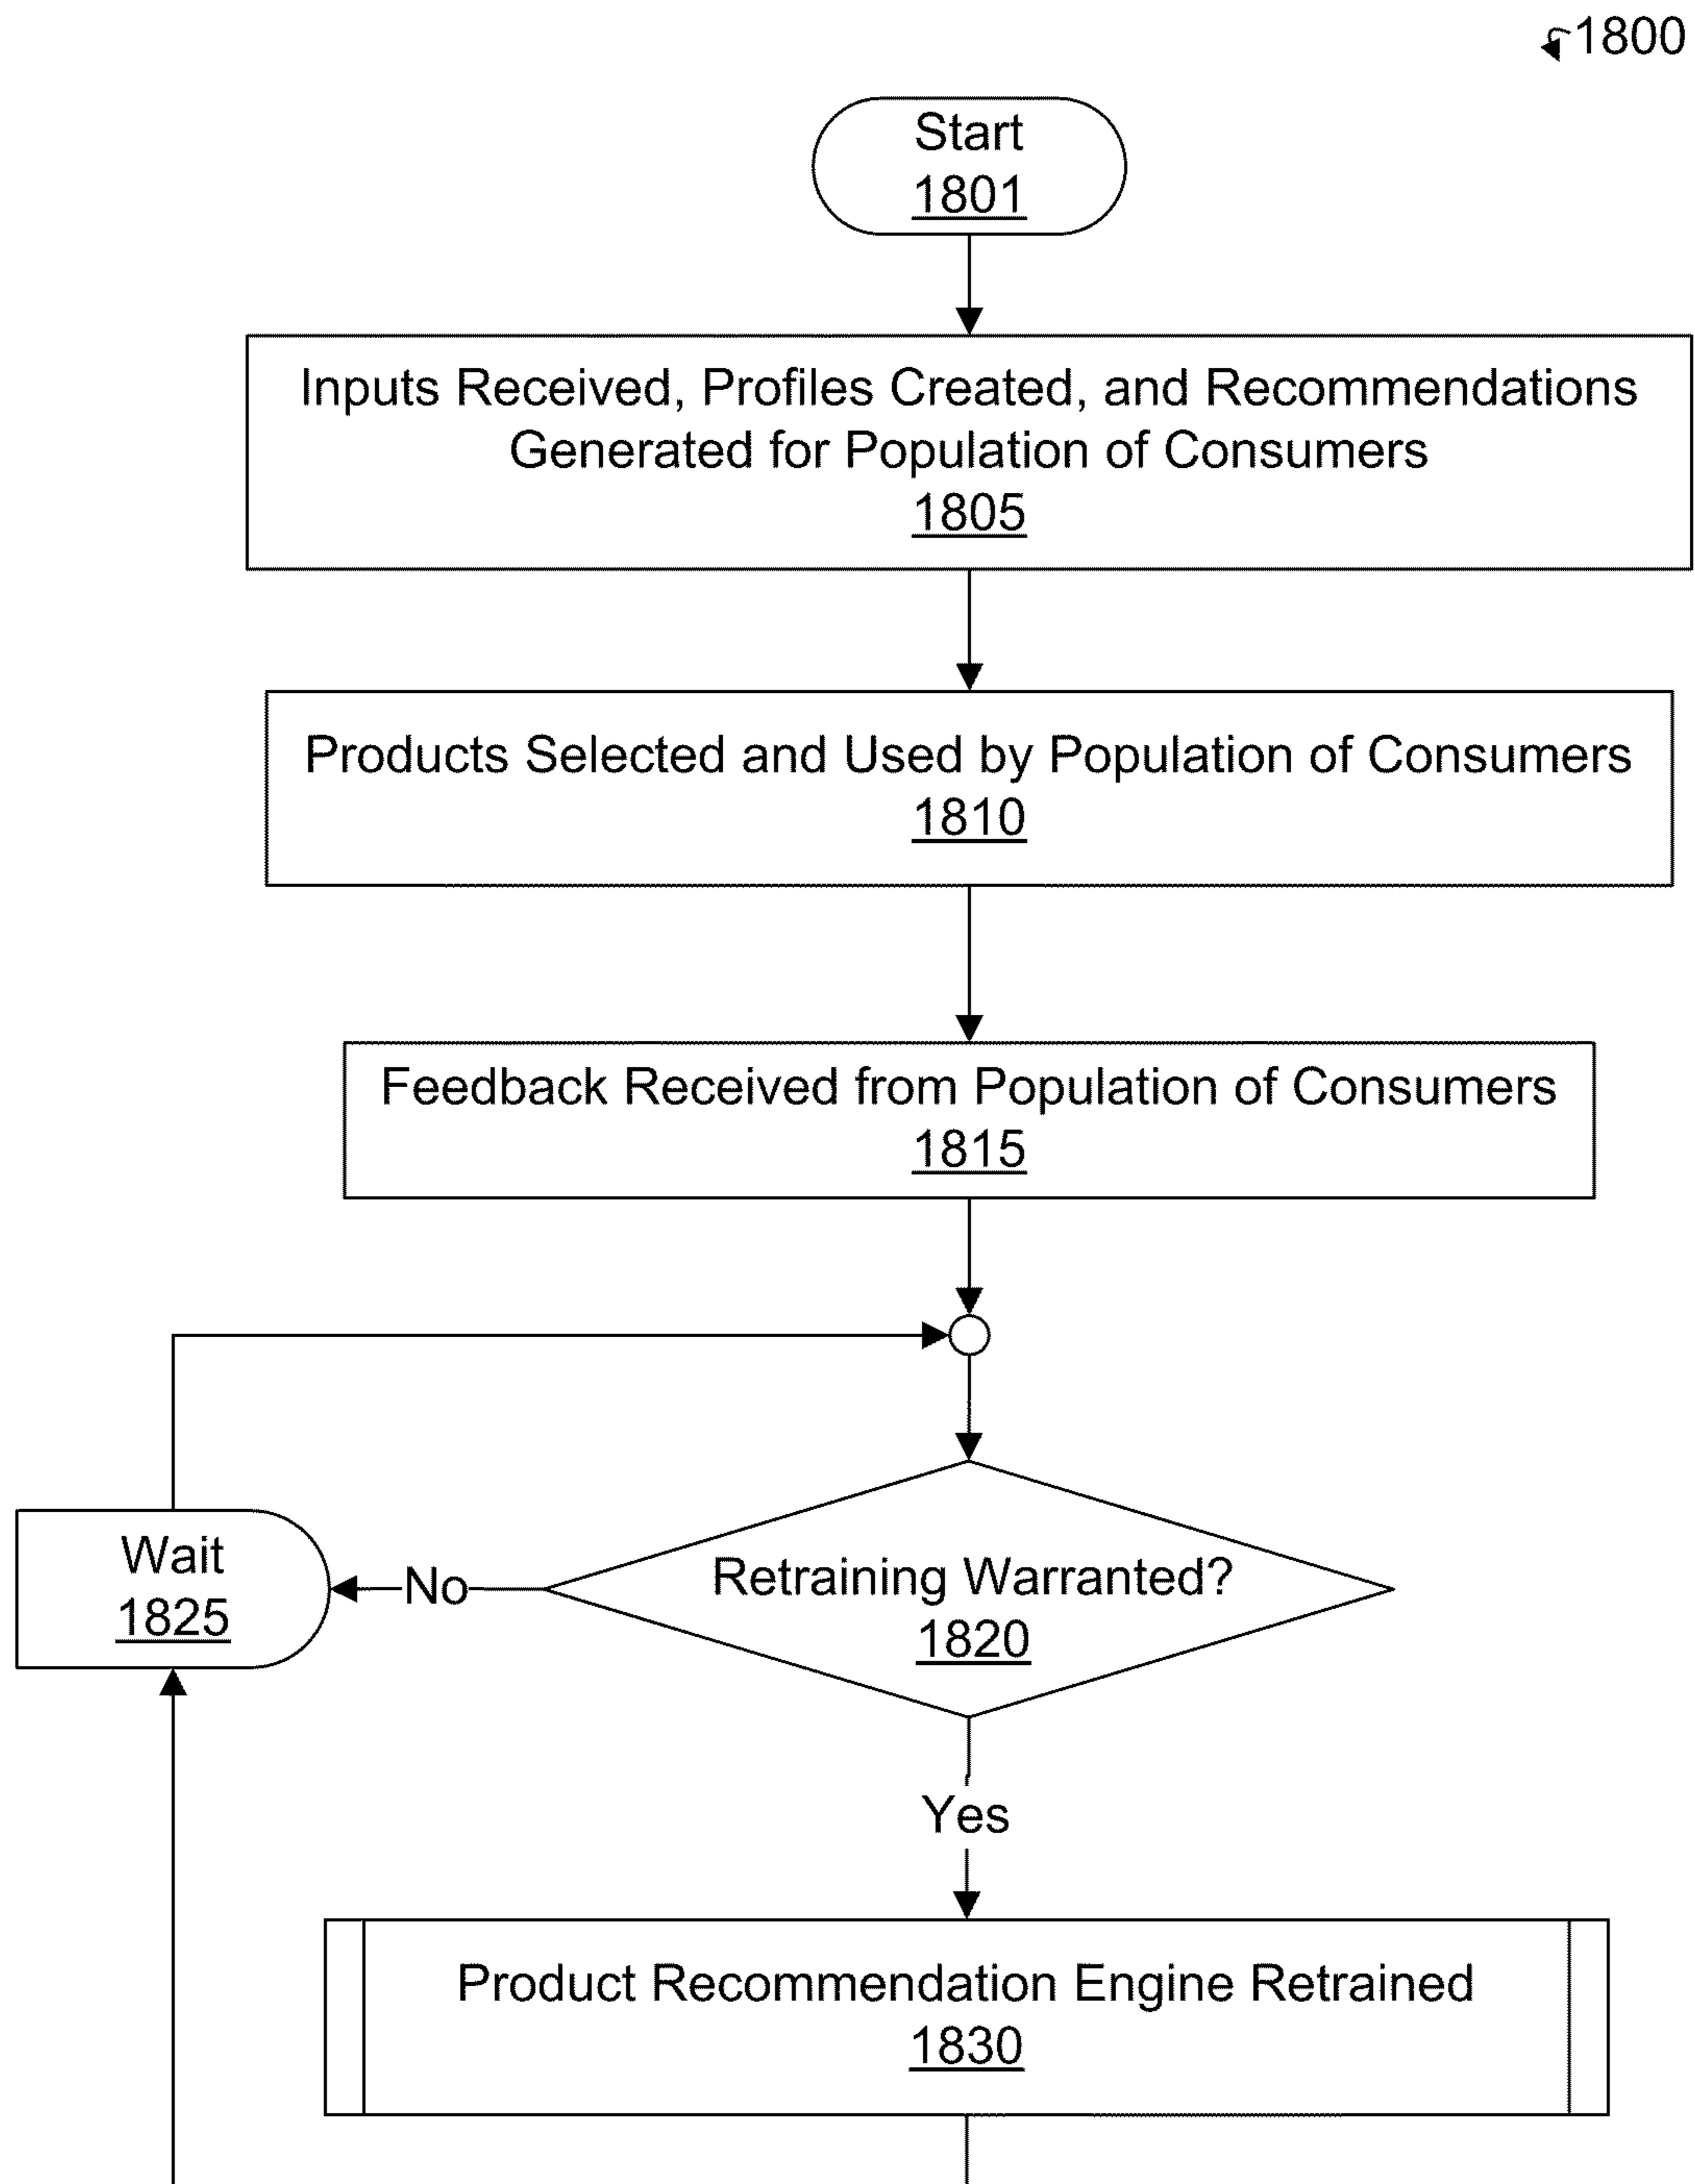 1800
Start
1801
Inputs Received, Profiles Created, and Recommendations
Generated for Population of Consumers
1805
Products Selected and Used by Population of Consumers
1810
Feedback Received from Population of Consumers
1815
Retraining Warranted?
1820
No
Wait
1825
Yes
Product Recommendation Engine Retrained
1830